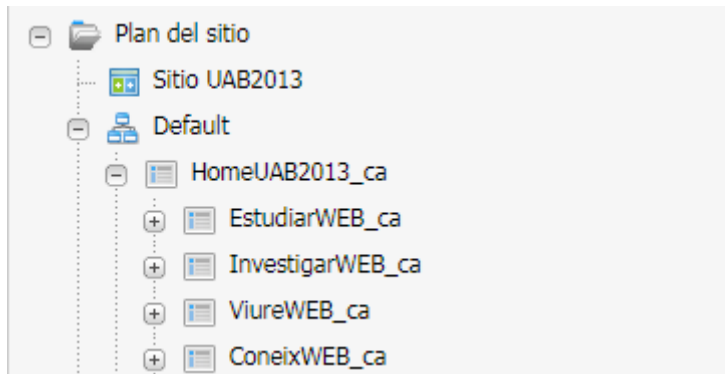 Plan del sitio
Sitio UAB2013
Default
HomeUAB2013_ca
EstudiarWEB_ca
InvestigarWEB_ca
ViureWEB_ca
ConeixWEB_ca